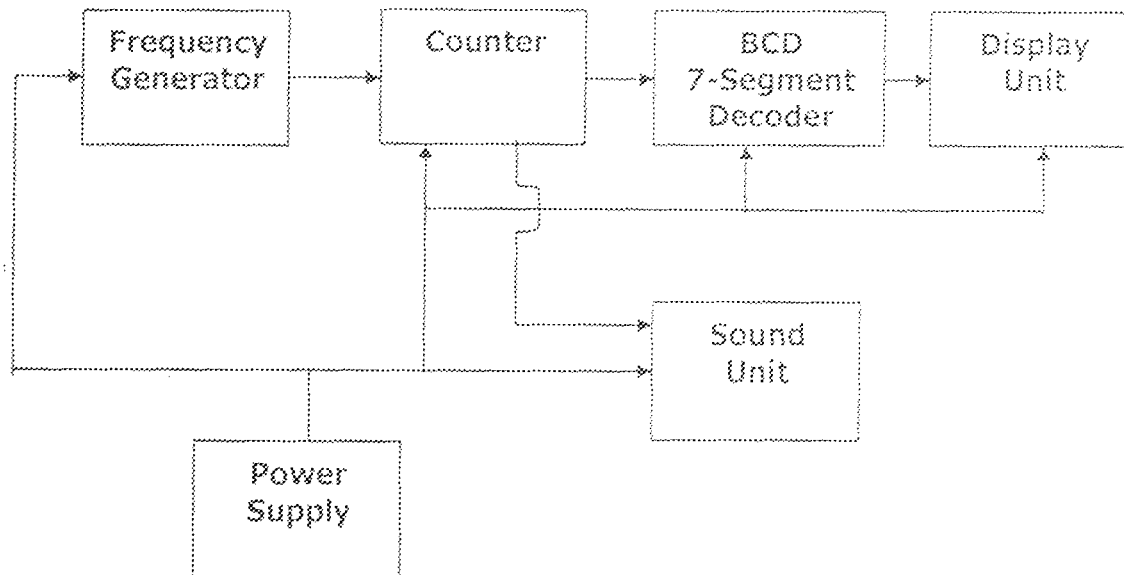 Frequency
Generator
Counter
BCD
7-Segment
Decoder
Display
Unit
Sound
Unit
Power
Supply